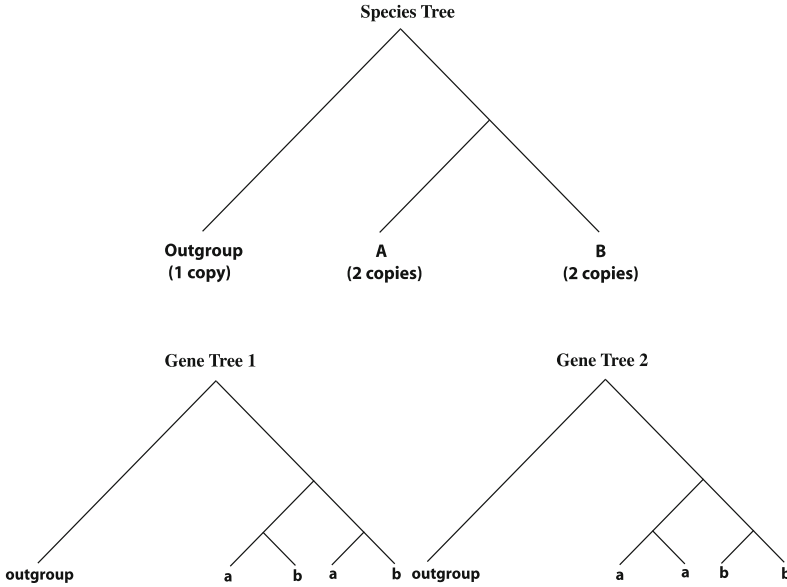 Species Tree
Outgroup
(1 copy)
A
(2 copies)
B
(2 copies)
Gene Tree 1
outgroup
a
b
a
b
Gene Tree 2
outgroup
a
a
b
b